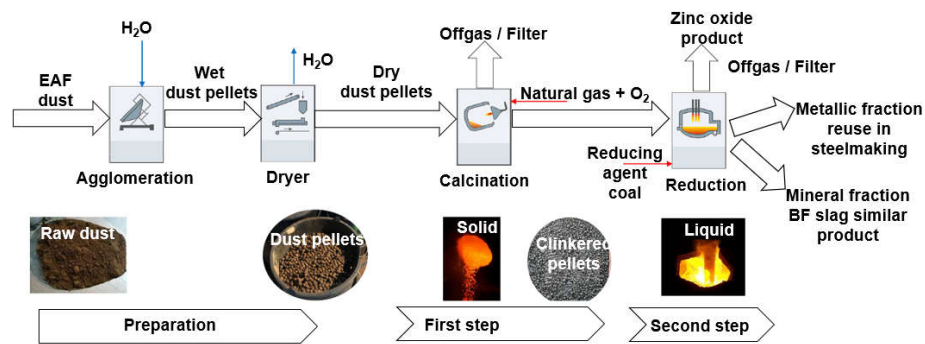 H₂O
EAF
dust
Agglomeration
Wet
dust pellets
H₂O
Dryer
Dry
dust pellets
Offgas / Filter
Calcination
Natural gas + O₂
Zinc oxide
product
Offgas / Filter
Reducing
agent
coal
Reduction
Metallic fraction
reuse in
steelmaking
Mineral fraction
BF slag similar
product
Raw dust
Dust pellets
Solid
Clinkered
pellets
Liquid
Preparation
First step
Second step